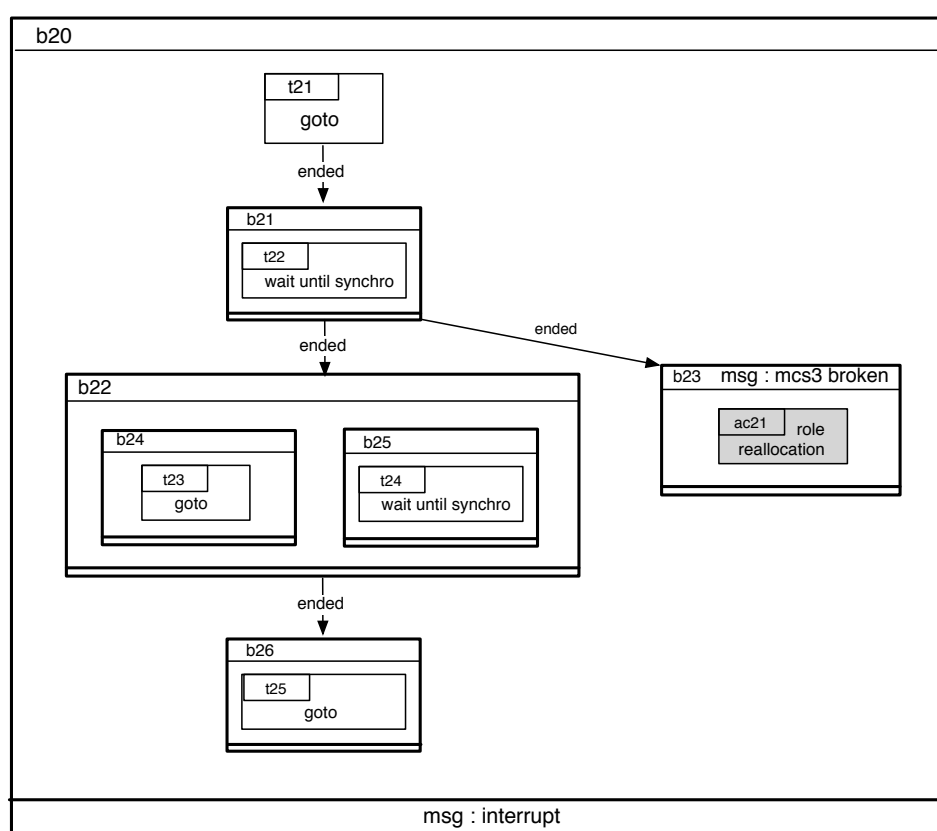 b20
t21
goto
ended
b21
t22
wait until synchro
ended
ended
b22
b23 msg : mcs3 broken
ac21 role
reallocation
b24
t23
goto
b25
t24
wait until synchro
ended
b26
t25
goto
msg : interrupt